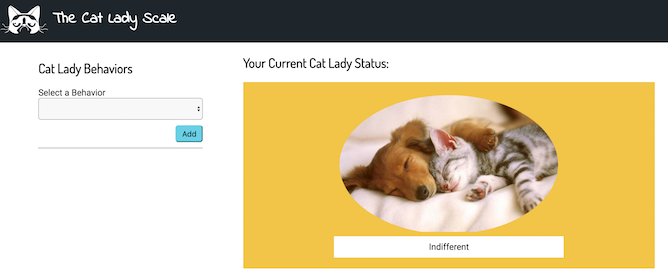 The Cat Lady Scale
Cat Lady Behaviors
Select a Behavior
Add
Your Current Cat Lady Status:
Indifferent